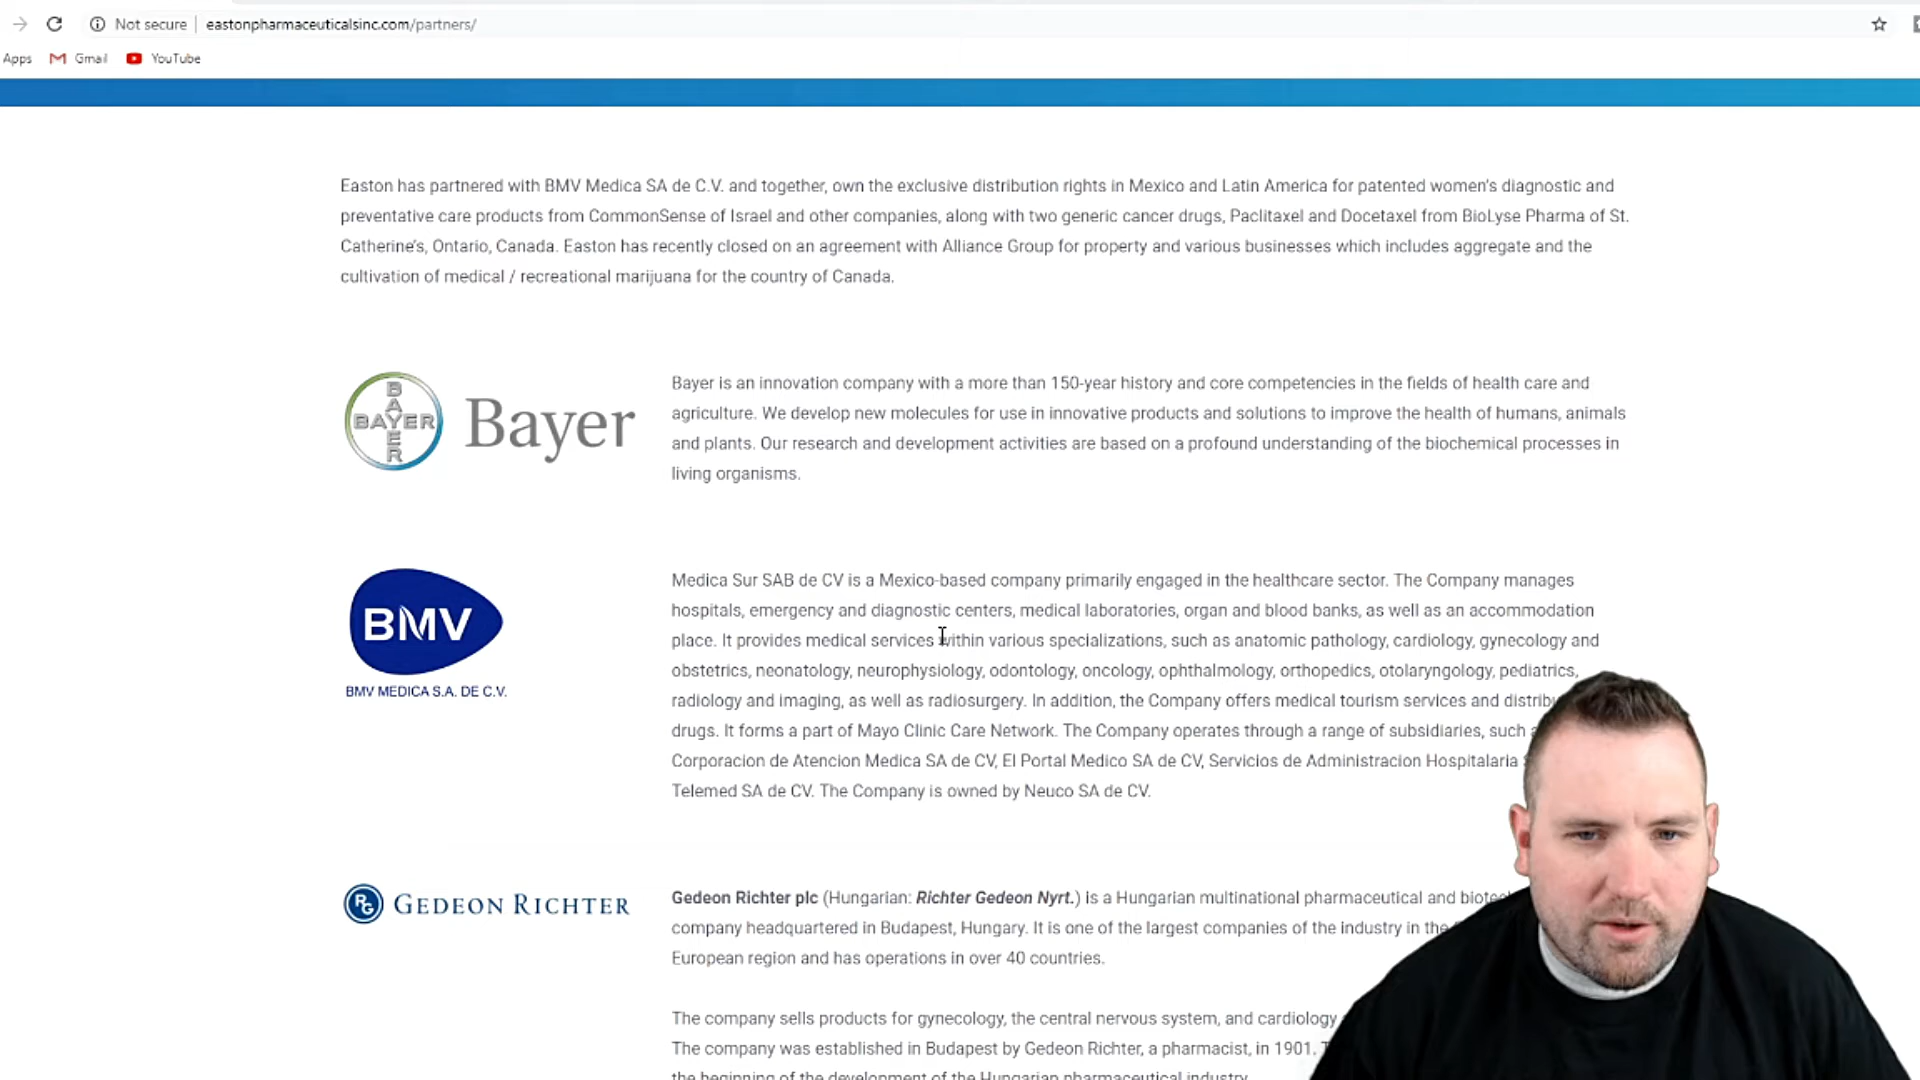 Not secure eastonpharmaceuticalsinc.com/partners/
Apps Gmail YouTube
Easton has partnered with BMV Medica SA de C.V. and together, own the exclusive distribution rights in Mexico and Latin America for patented women's diagnostic and
preventative care products from CommonSense of Israel and other companies, along with two generic cancer drugs, Paclitaxel and Docetaxel from BioLyse Pharma of St.
Catherine's, Ontario, Canada. Easton has recently closed on an agreement with Alliance Group for property and various businesses which includes aggregate and the
cultivation of medical / recreational marijuana for the country of Canada.
BAYER
BAYER
Bayer
Bayer is an innovation company with a more than 150-year history and core competencies in the fields of health care and
agriculture. We develop new molecules for use in innovative products and solutions to improve the health of humans, animals
and plants. Our research and development activities are based on a profound understanding of the biochemical processes in
living organisms.
BMV
BMV MEDICA S.A. DE C.V.
Medica Sur SAB de CV is a Mexico-based company primarily engaged in the healthcare sector. The Company manages
hospitals, emergency and diagnostic centers, medical laboratories, organ and blood banks, as well as an accommodation
place. It provides medical services within various specializations, such as anatomic pathology, cardiology, gynecology and
obstetrics, neonatology, neurophysiology, odontology, oncology, ophthalmology, orthopedics, otolaryngology, pediatrics,
radiology and imaging, as well as radiosurgery. In addition, the Company offers medical tourism services and
drugs. It forms a part of Mayo Clinic Care Network. The Company operates through a range of subsidiaries, such
Corporacion de Atencion Medica SA de CV, El Portal Medico SA de CV, Servicios de Administracion Hospitalaria
Telemed SA de CV. The Company is owned by Neuco SA de CV.
RG GEDEON RICHTER
Gedeon Richter plc (Hungarian: Richter Gedeon Nyrt.) is a Hungarian multinational pharmaceutical and
company headquartered in Budapest, Hungary. It is one of the largest companies of the industry in the
European region and has operations in over 40 countries.
The company sells products for gynecology, the central nervous system, and cardiology
The company was established in Budapest by Gedeon Richter, a pharmacist, in 1901.
the beginning of the development of the Hungarian pharmaceutical industry